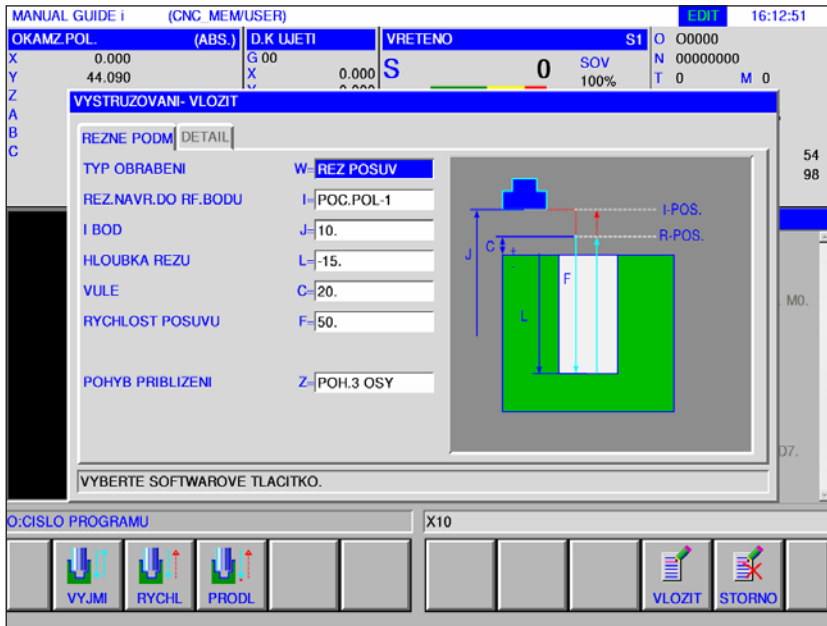 MANUAL GUIDE i (CNC_MEM/USER) EDIT 16:12:51
OKAMZ.POL. (ABS.) D.K UJETI VRETENO S1 O O0000
X 0.000 G 00 S 0 SOV 100% N 00000000
Y 44.090 X 0.000 T 0 M 0
Z
A
B
C
54
98
VYSTRUZOVANI- VLOZIT
REZNE PODM DETAIL
TYP OBRABENI W= REZ POSUV
REZ.NAVR.DO RF.BODU I= POC.POL-1
I BOD J= 10.
HLOUBKA REZU L= -15.
VULE C= 20.
RYCHLOST POSUVU F= 50.
POHYB PRIBLIZENI Z= POH.3 OSY
I-POS.
R-POS.
C + -
J
F
L
M0.
D7.
VYBERTE SOFTWAROVE TLACITKO.
O:CISLO PROGRAMU X10
VYJMI RYCHL PRODL VLOZIT STORNO